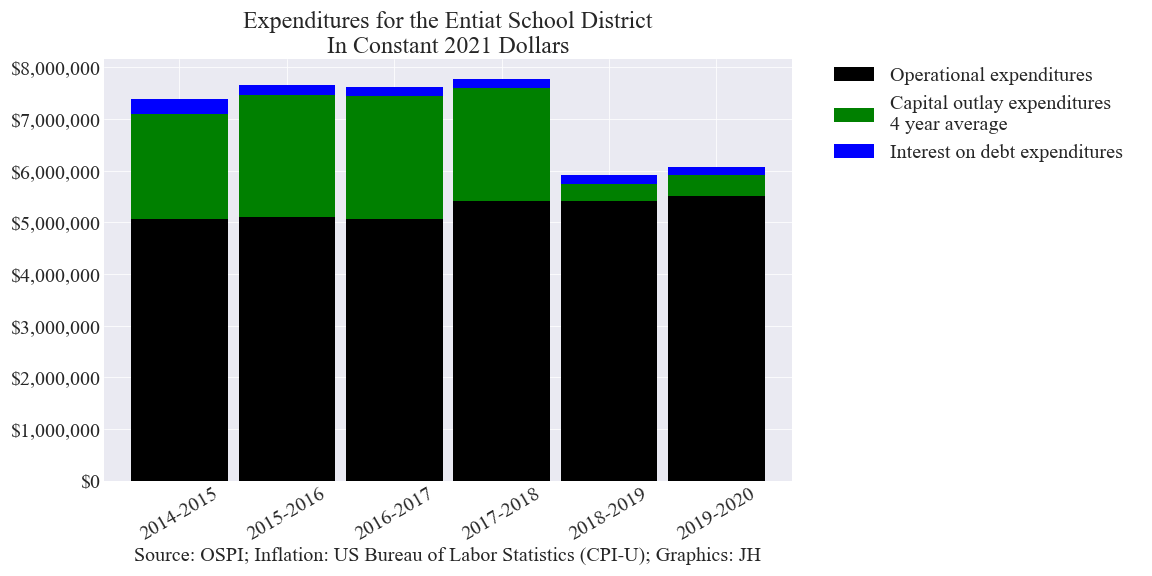 Expenditures for the Entiat School District
In Constant 2021 Dollars
$8,000,000
$7,000,000
$6,000,000
$5,000,000
$4,000,000
$3,000,000
$2,000,000
$1,000,000
$0
2014-2015
2015-2016
2016-2017
2017-2018
2018-2019
2019-2020
Source: OSPI; Inflation: US Bureau of Labor Statistics (CPI-U); Graphics: JH
Operational expenditures
Capital outlay expenditures
4 year average
Interest on debt expenditures